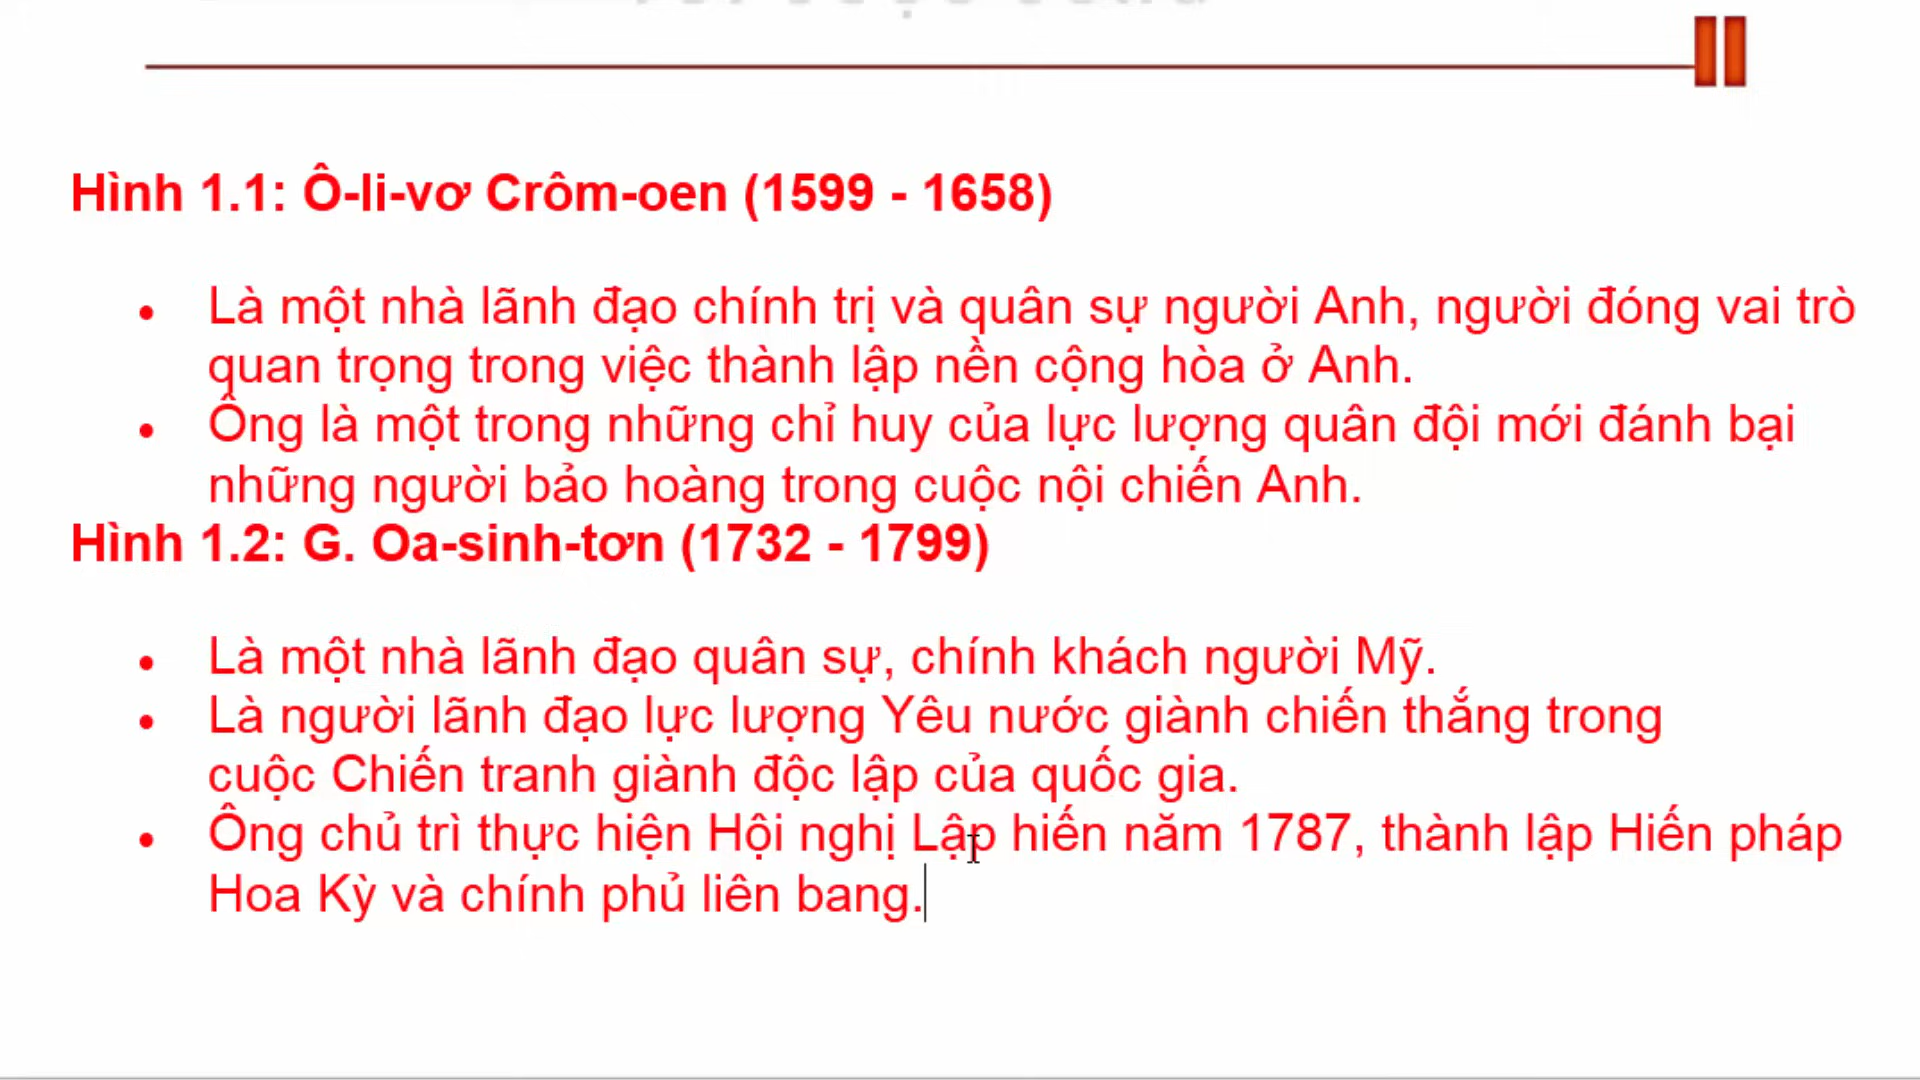 Hình 1.1: Ô-li-vơ Crôm-oen (1599 - 1658)
• Là một nhà lãnh đạo chính trị và quân sự người Anh, người đóng vai trò
quan trọng trong việc thành lập nền cộng hòa ở Anh.
• Ông là một trong những chỉ huy của lực lượng quân đội mới đánh bại
những người bảo hoàng trong cuộc nội chiến Anh.
Hình 1.2: G. Oa-sinh-tơn (1732 - 1799)
• Là một nhà lãnh đạo quân sự, chính khách người Mỹ.
• Là người lãnh đạo lực lượng Yêu nước giành chiến thắng trong
cuộc Chiến tranh giành độc lập của quốc gia.
• Ông chủ trì thực hiện Hội nghị Lập hiến năm 1787, thành lập Hiến pháp
Hoa Kỳ và chính phủ liên bang.